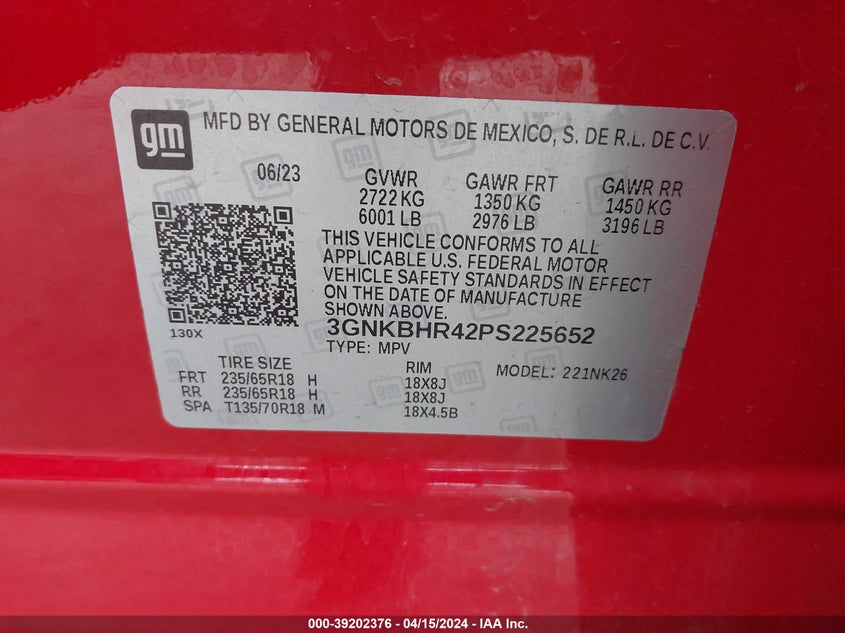 gm
MFD BY GENERAL MOTORS DE MEXICO, S. DE R.L. DE C.V.
06/23
GVWR GAWR FRT GAWR RR
2722 KG 1350 KG 1450 KG
6001 LB 2976 LB 3196 LB
THIS VEHICLE CONFORMS TO ALL
APPLICABLE U.S. FEDERAL MOTOR
VEHICLE SAFETY STANDARDS IN EFFECT
ON THE DATE OF MANUFACTURE
SHOWN ABOVE.
130X
3GNKBHR42PS225652
TYPE: MPV
TIRE SIZE RIM MODEL: 221NK26
FRT 235/65R18 H 18X8J
RR 235/65R18 H 18X8J
SPA T135/70R18 M 18X4.5B
000-39202376 - 04/15/2024 - IAA Inc.